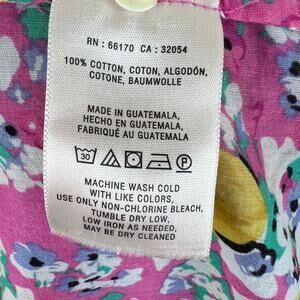 RN : 66170 CA : 32054
100% COTTON, COTON, ALGODÓN,
COTONE, BAUMWOLLE
MADE IN GUATEMALA,
HECHO EN GUATEMALA,
FABRIQUÉ AU GUATEMALA
30 P
MACHINE WASH COLD
WITH LIKE COLORS,
USE ONLY NON-CHLORINE BLEACH,
TUMBLE DRY LOW,
LOW IRON AS NEEDED,
MAY BE DRY CLEANED